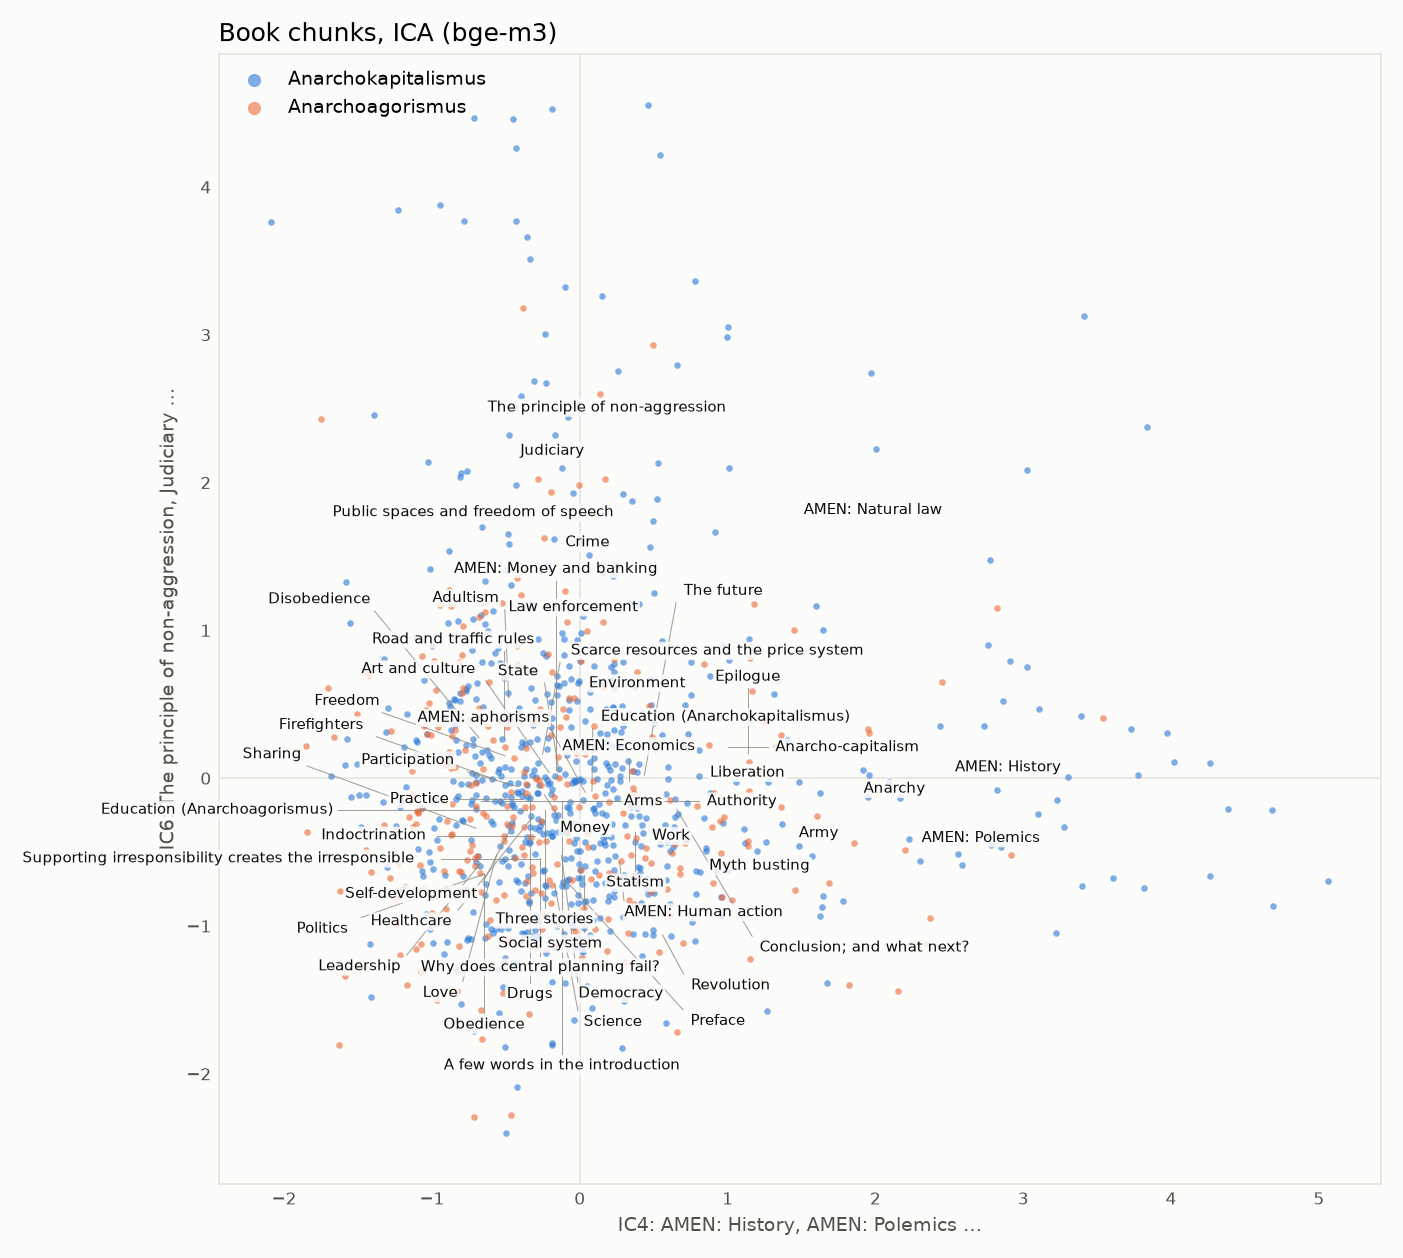 Book chunks, ICA (bge-m3)
Anarchokapitalismus
Anarchoagorismus
4
3
The principle of non-aggression
Judiciary
2
Public spaces and freedom of speech
AMEN: Natural law
Crime
AMEN: Money and banking
The future
Disobedience
Adultism
Law enforcement
1
Road and traffic rules
Scarce resources and the price system
Art and culture
State
Environment
Epilogue
Freedom
AMEN: aphorisms
Education (Anarchokapitalismus)
Firefighters
AMEN: Economics
Anarcho-capitalism
Sharing
Participation
AMEN: History
Liberation
0
Anarchy
Practice
Arms
Authority
Education (Anarchoagorismus)
Money
Army
Indoctrination
Work
AMEN: Polemics
Supporting irresponsibility creates the irresponsible
Myth busting
Statism
Self-development
AMEN: Human action
Healthcare
Three stories
−1
Politics
Social system
Conclusion; and what next?
Leadership
Why does central planning fail?
Revolution
Love
Drugs
Democracy
Obedience
Science
Preface
A few words in the introduction
−2
−2
−1
0
1
2
3
4
5
IC4: AMEN: History, AMEN: Polemics …
IC6 The principle of non-aggression, Judiciary …